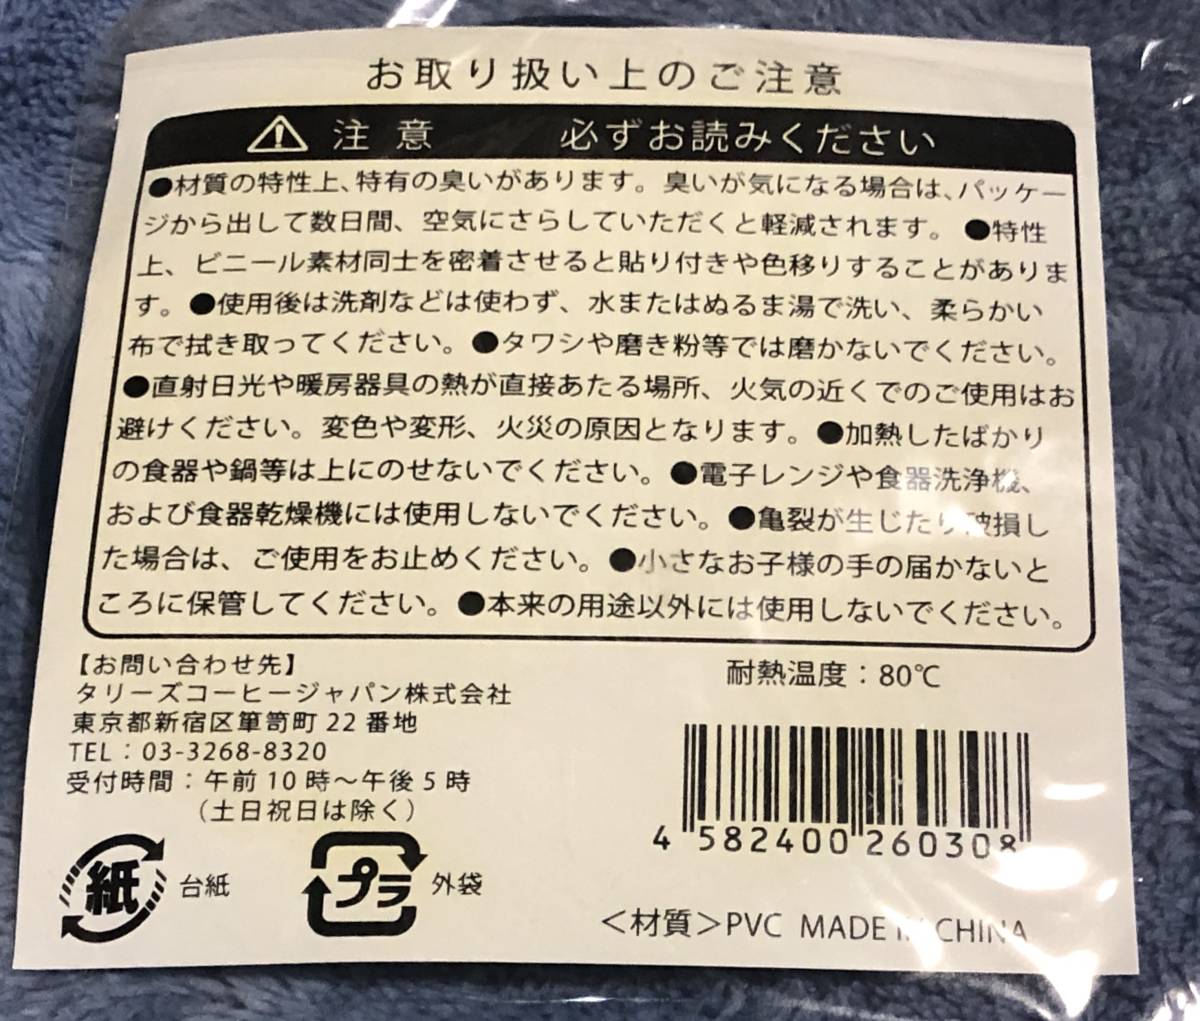 お取り扱い上のご注意
注意 必ずお読みください
●材質の特性上、特有の臭いがあります。臭いが気になる場合は、パッケー
ジから出して数日間、空気にさらしていただくと軽減されます。 ●特性
上、ビニール素材同士を密着させると貼り付きや色移りすることがありま
す。●使用後は洗剤などは使わず、水またはぬるま湯で洗い、柔らかい
布で拭き取ってください。●タワシや磨き粉等では磨かないでください。
●直射日光や暖房器具の熱が直接あたる場所、火気の近くでのご使用はお
避けください。変色や変形、火災の原因となります。●加熱したばかり
の食器や鍋等は上にのせないでください。●電子レンジや食器洗浄機、
および食器乾燥機には使用しないでください。●亀裂が生じたり破損し
た場合は、ご使用をお止めください。●小さなお子様の手の届かないと
ころに保管してください。●本来の用途以外には使用しないでください。
【お問い合わせ先】
タリーズコーヒージャパン株式会社
東京都新宿区箪笥町22番地
TEL：03-3268-8320
受付時間：午前10時～午後5時
（土日祝日は除く）
耐熱温度：80℃
4 582400 260308
紙 台紙
プラ 外袋
＜材質＞PVC MADE IN CHINA